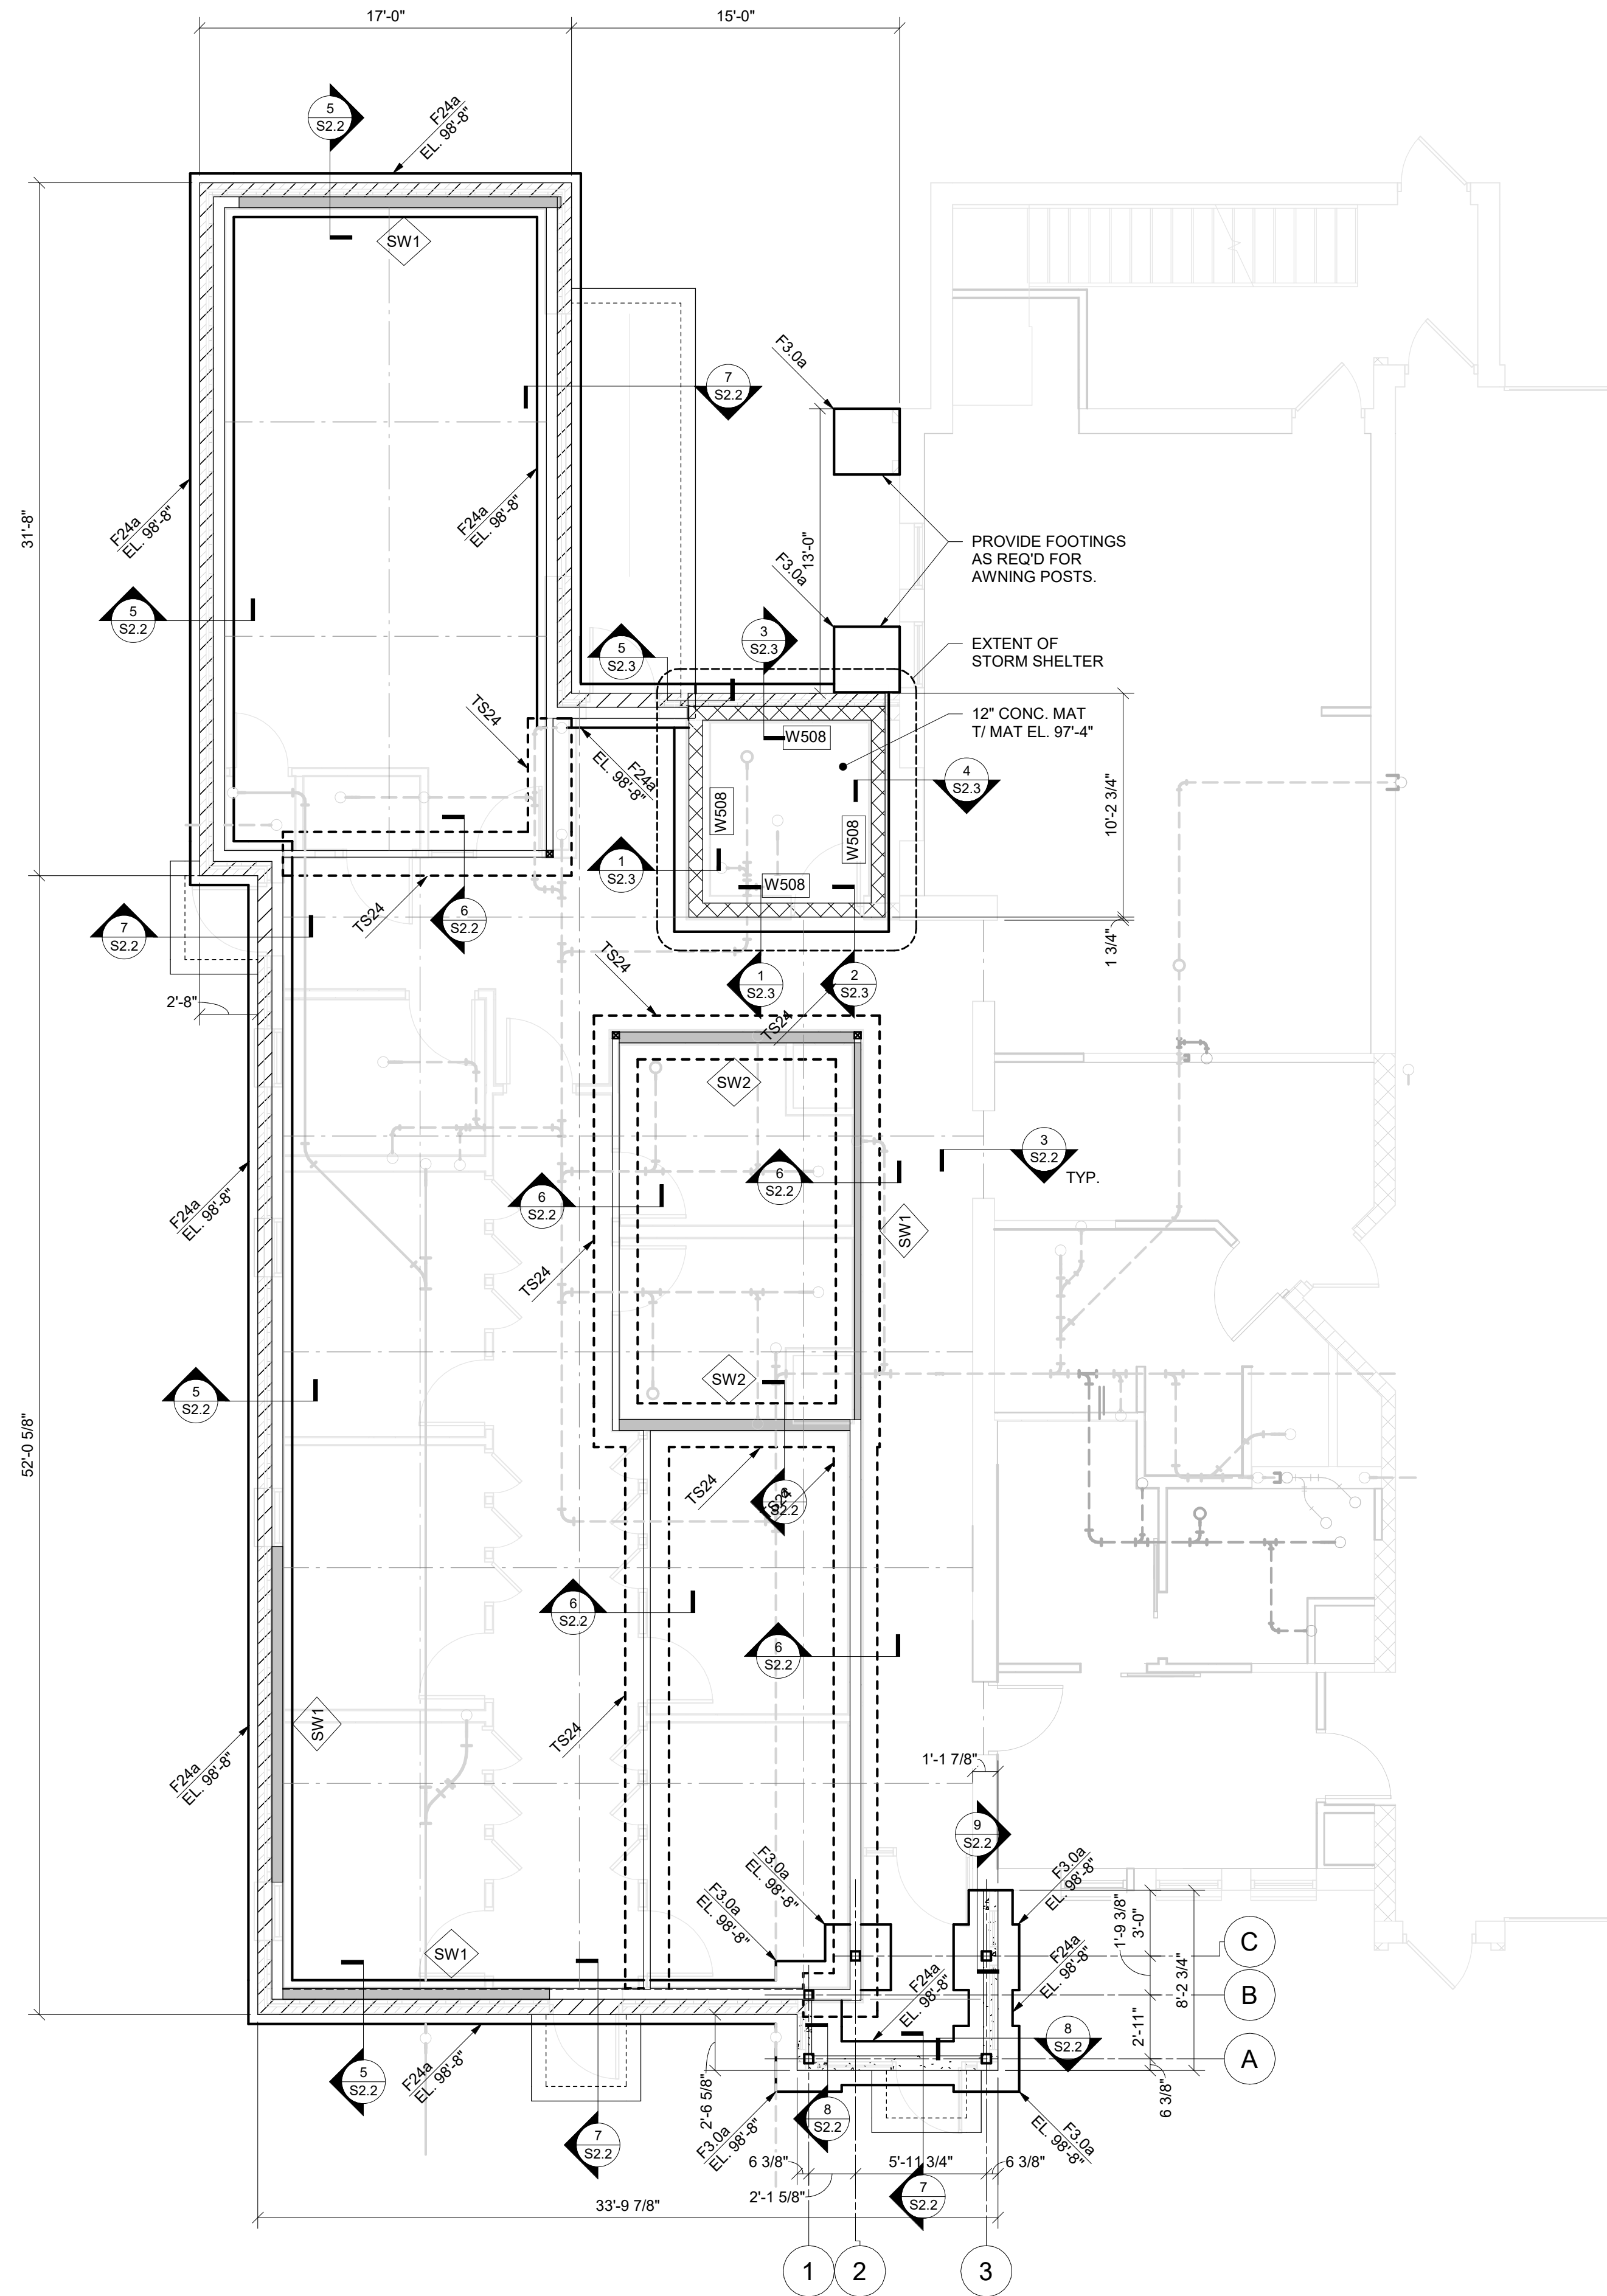 17'-0"
15'-0"
5
S2.2
F24a
EL. 98'-8"
SW1
31'-8"
F24a
EL. 98'-8"
F24a
EL. 98'-8"
7
S2.2
F3.0a
13'-0"
F3.0a
PROVIDE FOOTINGS
AS REQ'D FOR
AWNING POSTS.
5
S2.2
5
S2.3
3
S2.3
EXTENT OF
STORM SHELTER
TS24
F24a
EL. 98'-8"
W508
12" CONC. MAT
T/ MAT EL. 97'-4"
4
S2.3
W508
W508
10'-2 3/4"
1
S2.3
W508
TS24
6
S2.2
7
S2.2
1 3/4"
2'-8"
TS24
1
S2.3
2
S2.3
TS24
SW2
3
S2.2
TYP.
6
S2.2
6
S2.2
F24a
EL. 98'-8"
SW1
TS24
5
S2.2
SW2
52'-0 5/8"
TS24
TS24
6
S2.2
6
S2.2
6
S2.2
SW1
TS24
F24a
EL. 98'-8"
1'-1 7/8"
9
S2.2
F3.0a
EL. 98'-8"
F3.0a
EL. 98'-8"
F3.0a
EL. 98'-8"
SW1
1'-9 3/8"
3'-0"
C
F24a
EL. 98'-8"
F24a
EL. 98'-8"
8'-2 3/4"
B
2'-11"
A
8
S2.2
6 3/8"
5
S2.2
F24a
EL. 98'-8"
2'-6 5/8"
8
S2.2
7
S2.2
F3.0a
EL. 98'-8"
F3.0a
EL. 98'-8"
6 3/8"
5'-11 3/4"
6 3/8"
2'-1 5/8"
7
S2.2
33'-9 7/8"
1
2
3